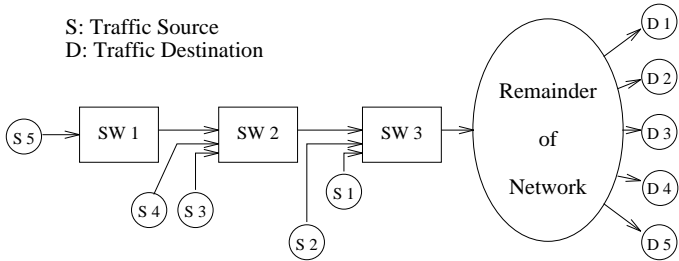 S: Traffic Source
D: Traffic Destination
S 5
SW 1
SW 2
SW 3
S 4
S 3
S 2
S 1
Remainder
of
Network
D 1
D 2
D 3
D 4
D 5